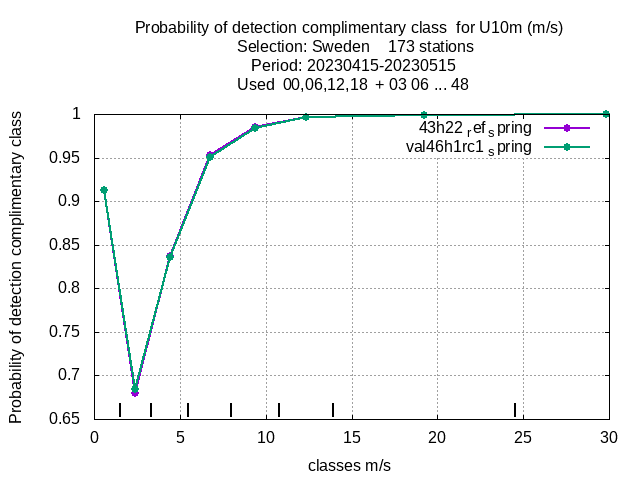 Probability of detection complimentary class for U10m (m/s)
Selection: Sweden 173 stations
Period: 20230415-20230515
Used 00,06,12,18 + 03 06 ... 48
Probability of detection complimentary class
1
0.95
0.9
0.85
0.8
0.75
0.7
0.65
43h22 ref spring
val46h1rc1 spring
0 5 10 15 20 25 30
classes m/s